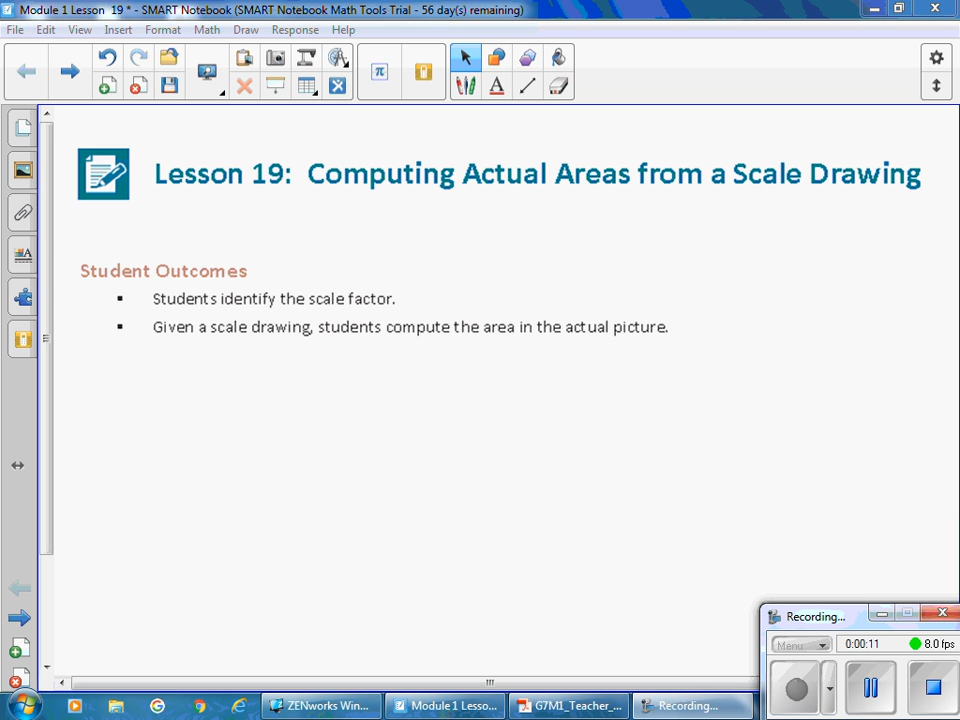 Module 1 Lesson  19 * - SMART Notebook (SMART Notebook Math Tools Trial - 56 day(s) remaining)
File Edit View Insert Format Math Draw Response Help
π
A
Lesson 19:  Computing Actual Areas from a Scale Drawing
Student Outcomes
▪ Students identify the scale factor.
▪ Given a scale drawing, students compute the area in the actual picture.
Recording...
Menu 0:00:11 8.0 fps
ZENworks Win... Module 1 Lesso... G7M1_Teacher_... Recording...